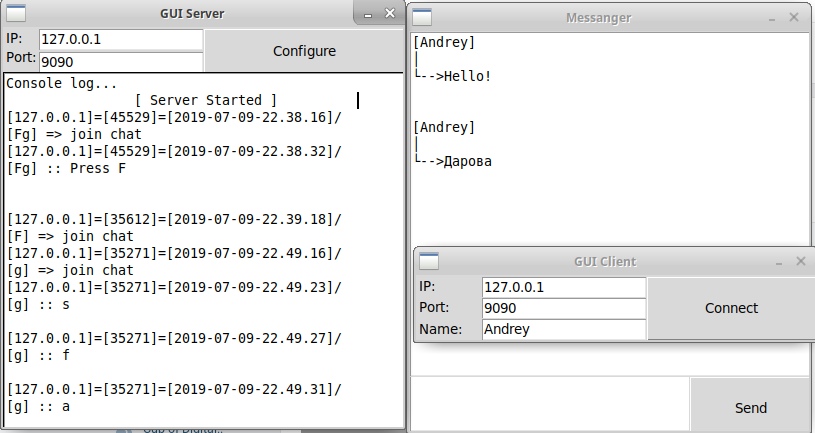 GUI Server
IP:
127.0.0.1
Port:
9090
Configure
Console log...
[ Server Started ]
[127.0.0.1]=[45529]=[2019-07-09-22.38.16]/
[Fg] => join chat
[127.0.0.1]=[45529]=[2019-07-09-22.38.32]/
[Fg] :: Press F
[127.0.0.1]=[35612]=[2019-07-09-22.39.18]/
[F] => join chat
[127.0.0.1]=[35271]=[2019-07-09-22.49.16]/
[g] => join chat
[127.0.0.1]=[35271]=[2019-07-09-22.49.23]/
[g] :: s
[127.0.0.1]=[35271]=[2019-07-09-22.49.27]/
[g] :: f
[127.0.0.1]=[35271]=[2019-07-09-22.49.31]/
[g] :: a
Messanger
[Andrey]
|
└-->Hello!
[Andrey]
|
└-->Дарова
GUI Client
IP:
127.0.0.1
Port:
9090
Name:
Andrey
Connect
Send